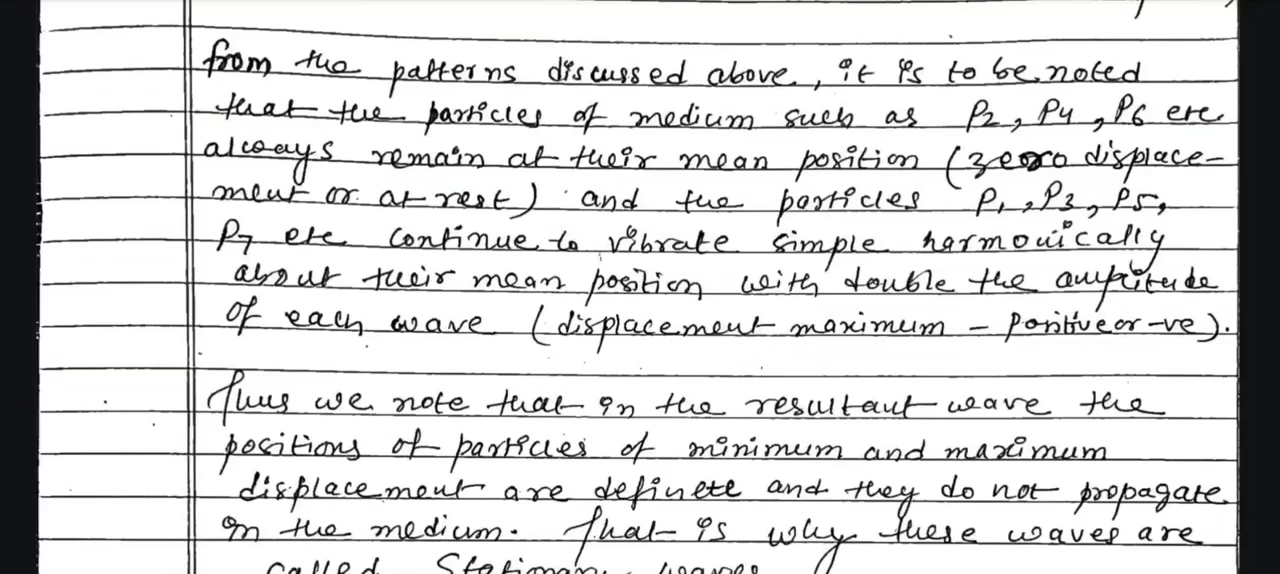 from the patterns discussed above, it is to be noted
that the particles of medium such as P2, P4, P6 etc
always remain at their mean position (zero displace-
ment or at rest) and the particles P1, P3, P5,
P7 etc continue to vibrate simple harmonically
about their mean position with double the amplitude
of each wave (displacement maximum - positive or -ve).
Thus we note that in the resultant wave the
positions of particles of minimum and maximum
displacement are definete and they do not propagate
in the medium. That is why these waves are
called Stationary waves